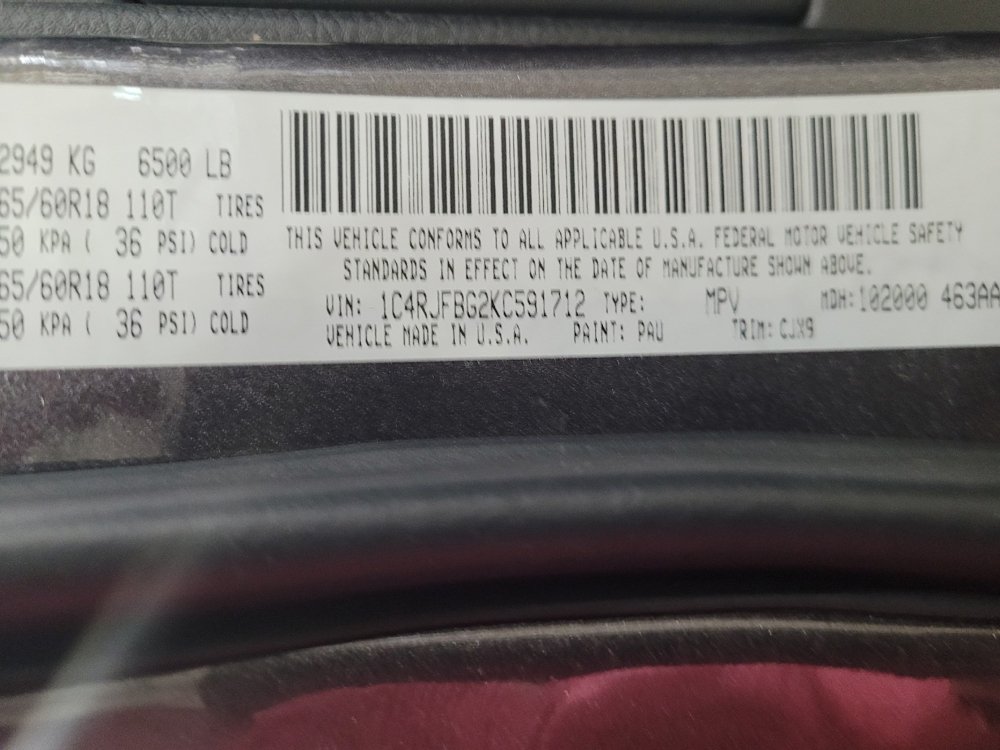 2949 KG 6500 LB
65/60R18 110T TIRES
50 KPA ( 36 PSI) COLD
65/60R18 110T TIRES
50 KPA ( 36 PSI) COLD
THIS VEHICLE CONFORMS TO ALL APPLICABLE U.S.A. FEDERAL MOTOR VEHICLE SAFETY
STANDARDS IN EFFECT ON THE DATE OF MANUFACTURE SHOWN ABOVE.
VIN: 1C4RJFBG2KC591712 TYPE: MPV MDH:102000 463AA
VEHICLE MADE IN U.S.A. PAINT: PAU TRIM: CJX9